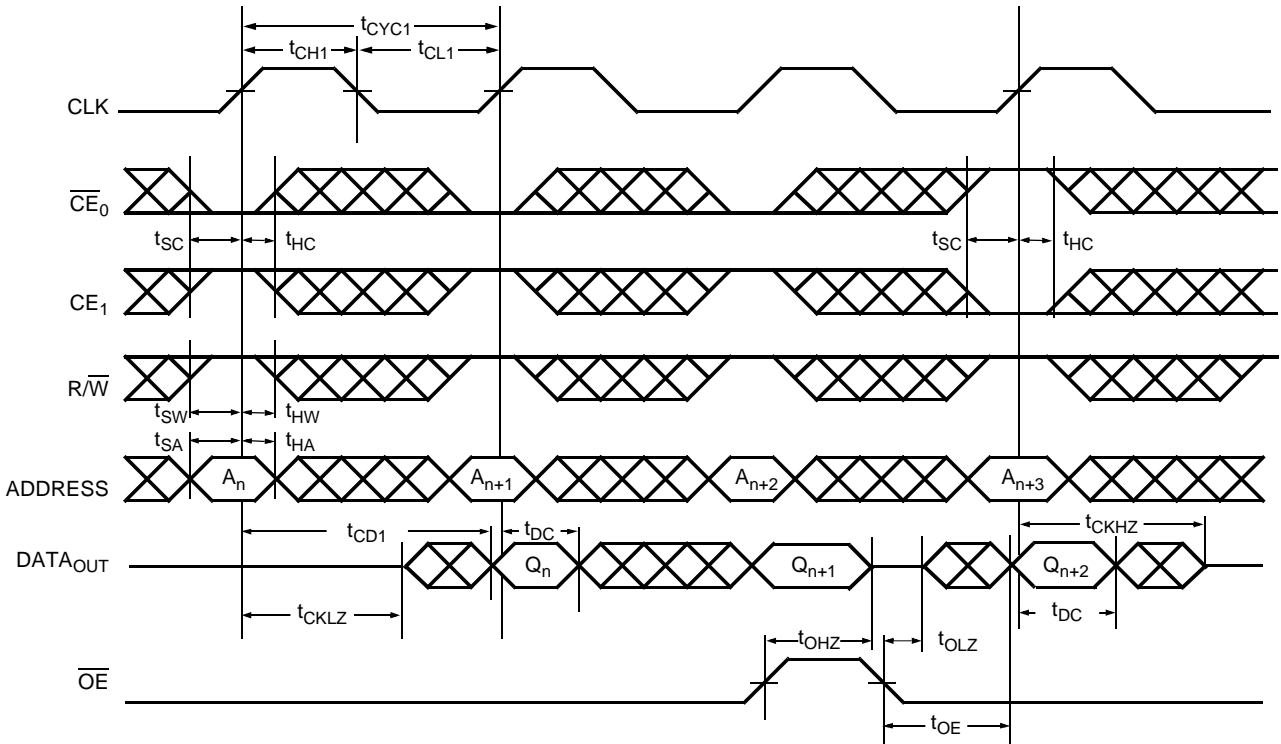 tCYC1
tCH1 tCL1
CLK
CE0
tSC tHC tSC tHC
CE1
R/W
tSW tHW
tSA tHA
ADDRESS An An+1 An+2 An+3
tCD1 tDC tCKHZ
DATAOUT Qn Qn+1 Qn+2
tCKLZ tDC
tOHZ tOLZ
OE
tOE